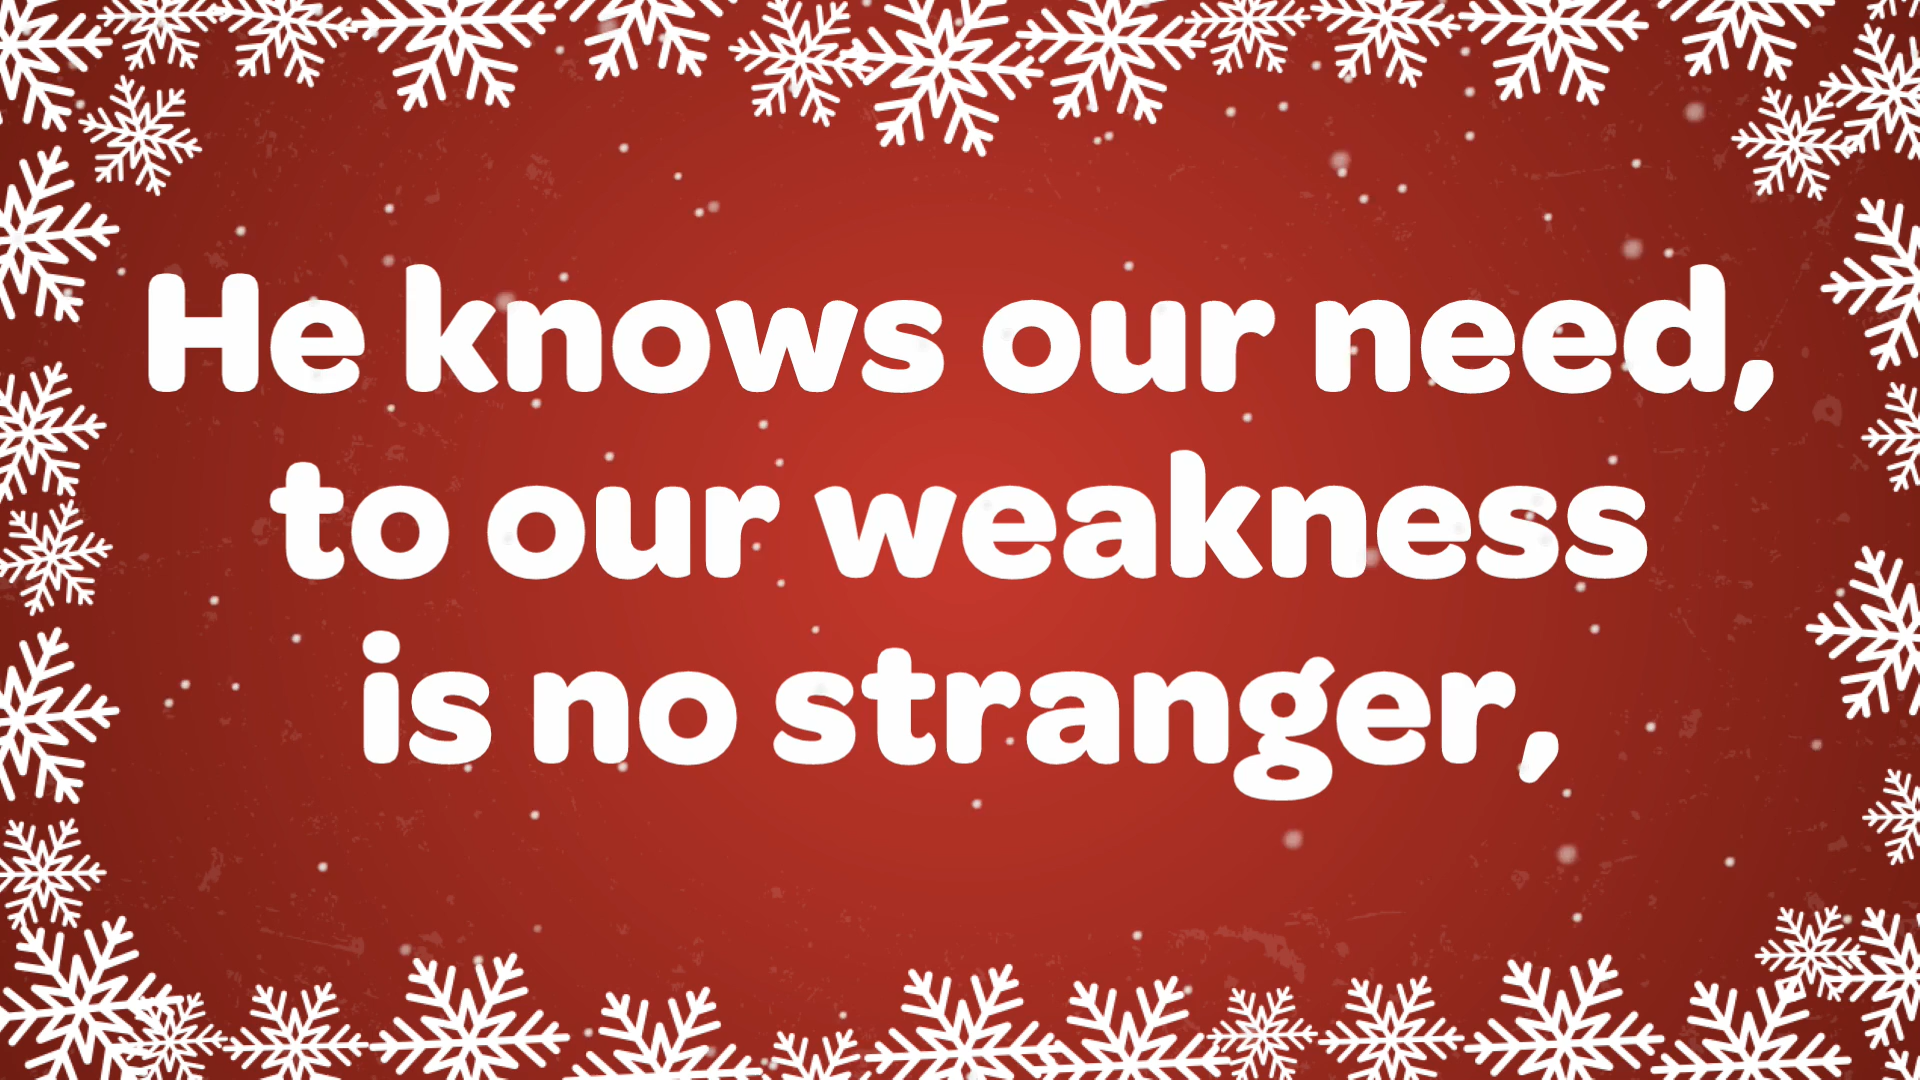 He knows our need,
to our weakness
is no stranger,